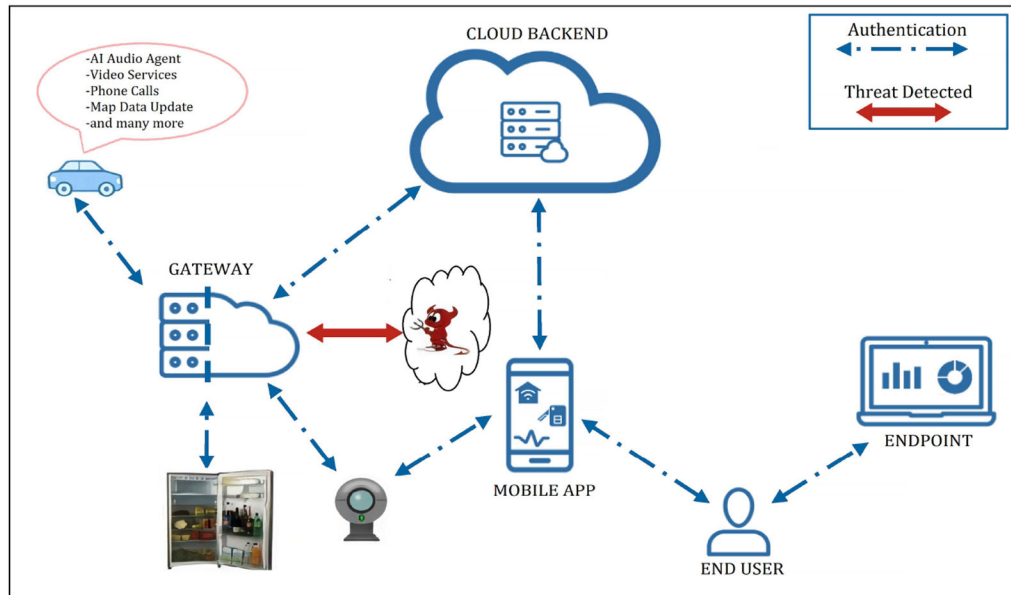 CLOUD BACKEND
Authentication
Threat Detected
-AI Audio Agent
-Video Services
-Phone Calls
-Map Data Update
-and many more
GATEWAY
ENDPOINT
MOBILE APP
END USER